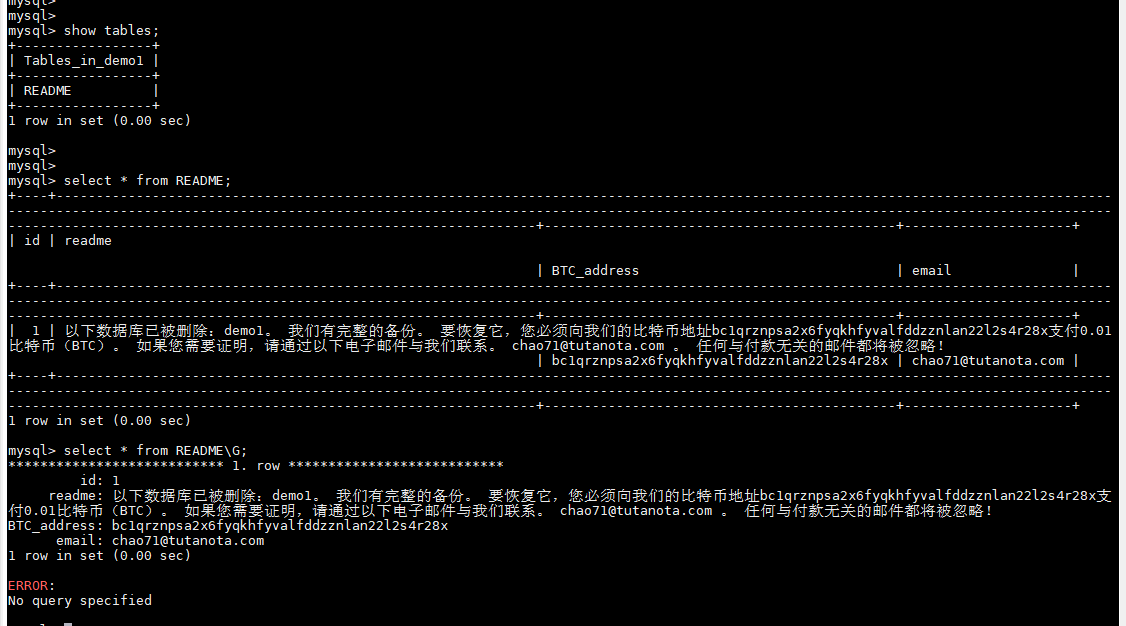 mysql>
mysql>
mysql> show tables;
+-----------------+
| Tables_in_demo1 |
+-----------------+
| README          |
+-----------------+
1 row in set (0.00 sec)
mysql>
mysql>
mysql> select * from README;
| id | readme
| BTC_address | email |
| 1 | 以下数据库已被删除：demo1。 我们有完整的备份。 要恢复它，您必须向我们的比特币地址bc1qrznpsa2x6fyqkhfyvalfddzznlan22l2s4r28x支付0.01
比特币（BTC）。 如果您需要证明，请通过以下电子邮件与我们联系。 chao71@tutanota.com 。 任何与付款无关的邮件都将被忽略！
| bc1qrznpsa2x6fyqkhfyvalfddzznlan22l2s4r28x | chao71@tutanota.com |
1 row in set (0.00 sec)
mysql> select * from README\G;
*************************** 1. row ***************************
id: 1
readme: 以下数据库已被删除：demo1。 我们有完整的备份。 要恢复它，您必须向我们的比特币地址bc1qrznpsa2x6fyqkhfyvalfddzznlan22l2s4r28x支
付0.01比特币（BTC）。 如果您需要证明，请通过以下电子邮件与我们联系。 chao71@tutanota.com 。 任何与付款无关的邮件都将被忽略！
BTC_address: bc1qrznpsa2x6fyqkhfyvalfddzznlan22l2s4r28x
email: chao71@tutanota.com
1 row in set (0.00 sec)
ERROR:
No query specified